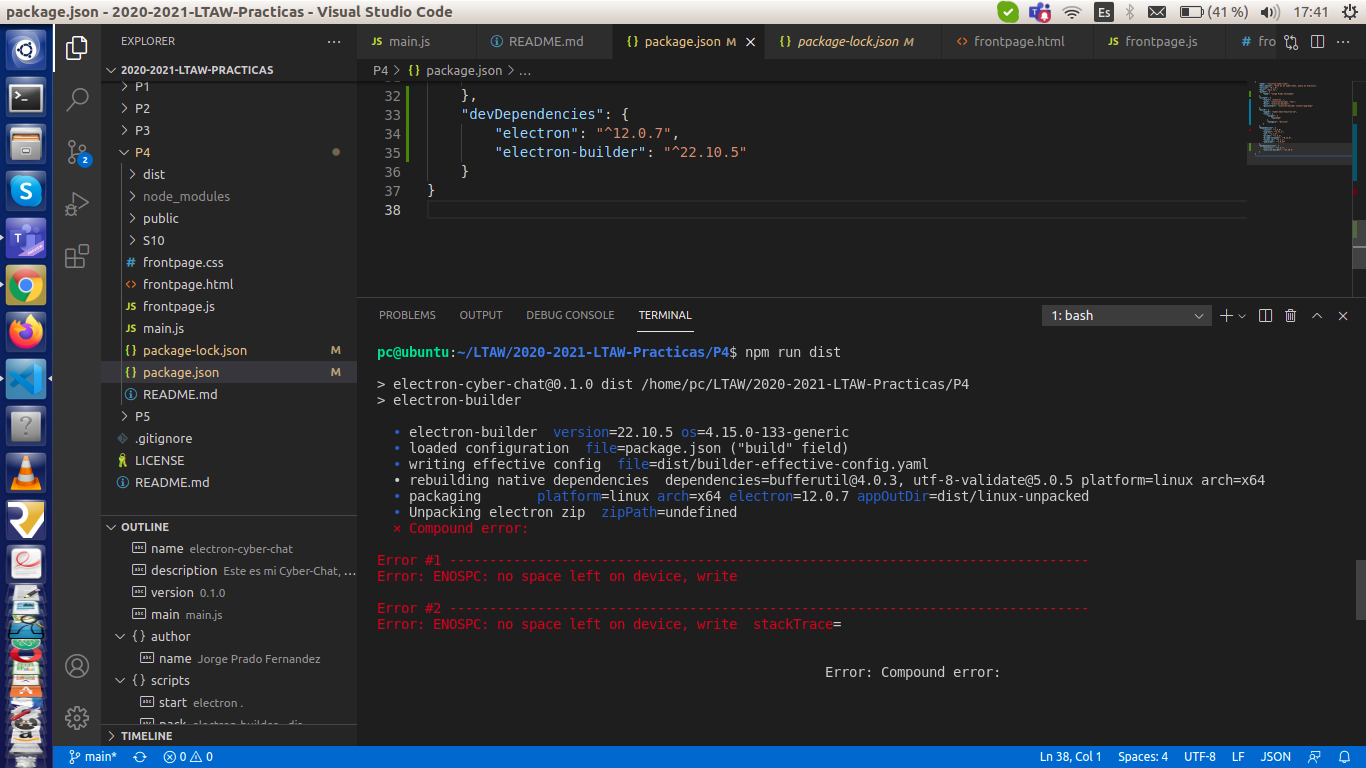 package.json - 2020-2021-LTAW-Practicas - Visual Studio Code
Es
(41 %)
17:41
EXPLORER
2020-2021-LTAW-PRACTICAS
P1
P2
P3
P4
dist
node_modules
public
S10
# frontpage.css
<> frontpage.html
JS frontpage.js
JS main.js
{} package-lock.json M
{} package.json M
README.md
P5
.gitignore
LICENSE
README.md
OUTLINE
abc name electron-cyber-chat
abc description Este es mi Cyber-Chat, ...
abc version 0.1.0
abc main main.js
{} author
abc name Jorge Prado Fernandez
{} scripts
abc start electron .
TIMELINE
JS main.js
README.md
{} package.json M
{} package-lock.json M
<> frontpage.html
JS frontpage.js
# fro
P4 > {} package.json > ...
32 },
33 "devDependencies": {
34 "electron": "^12.0.7",
35 "electron-builder": "^22.10.5"
36 }
37 }
38
PROBLEMS OUTPUT DEBUG CONSOLE TERMINAL
1: bash
pc@ubuntu:~/LTAW/2020-2021-LTAW-Practicas/P4$ npm run dist
> electron-cyber-chat@0.1.0 dist /home/pc/LTAW/2020-2021-LTAW-Practicas/P4
> electron-builder
• electron-builder version=22.10.5 os=4.15.0-133-generic
• loaded configuration file=package.json ("build" field)
• writing effective config file=dist/builder-effective-config.yaml
• rebuilding native dependencies dependencies=bufferutil@4.0.3, utf-8-validate@5.0.5 platform=linux arch=x64
• packaging platform=linux arch=x64 electron=12.0.7 appOutDir=dist/linux-unpacked
• Unpacking electron zip zipPath=undefined
⨯ Compound error:
Error #1 --------------------------------------------------------------------------------
Error: ENOSPC: no space left on device, write
Error #2 --------------------------------------------------------------------------------
Error: ENOSPC: no space left on device, write stackTrace=
Error: Compound error:
2
main*
0
0
Ln 38, Col 1
Spaces: 4
UTF-8
LF
JSON